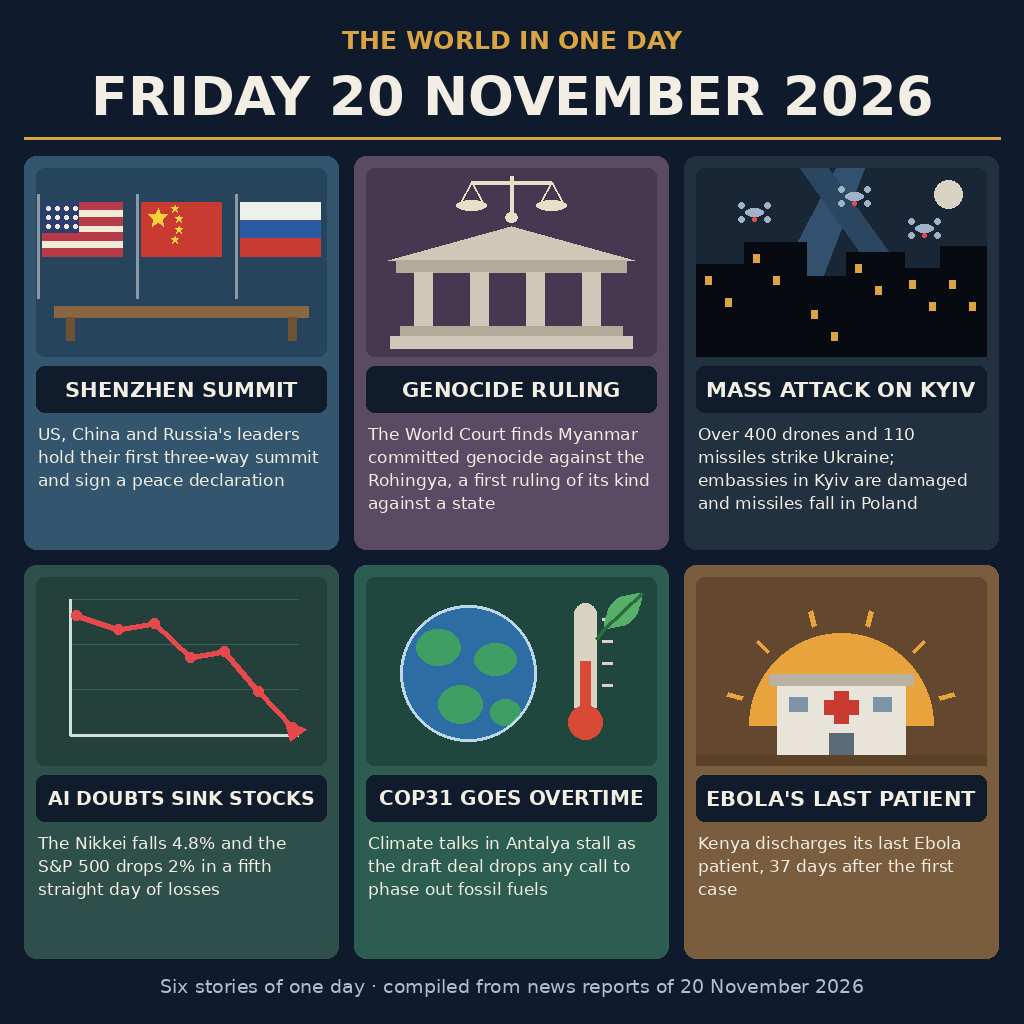 THE WORLD IN ONE DAY
FRIDAY 20 NOVEMBER 2026
SHENZHEN SUMMIT
US, China and Russia's leaders
hold their first three-way summit
and sign a peace declaration
GENOCIDE RULING
The World Court finds Myanmar
committed genocide against the
Rohingya, a first ruling of its kind
against a state
MASS ATTACK ON KYIV
Over 400 drones and 110
missiles strike Ukraine;
embassies in Kyiv are damaged
and missiles fall in Poland
AI DOUBTS SINK STOCKS
The Nikkei falls 4.8% and the
S&P 500 drops 2% in a fifth
straight day of losses
COP31 GOES OVERTIME
Climate talks in Antalya stall as
the draft deal drops any call to
phase out fossil fuels
EBOLA'S LAST PATIENT
Kenya discharges its last Ebola
patient, 37 days after the first
case
Six stories of one day · compiled from news reports of 20 November 2026